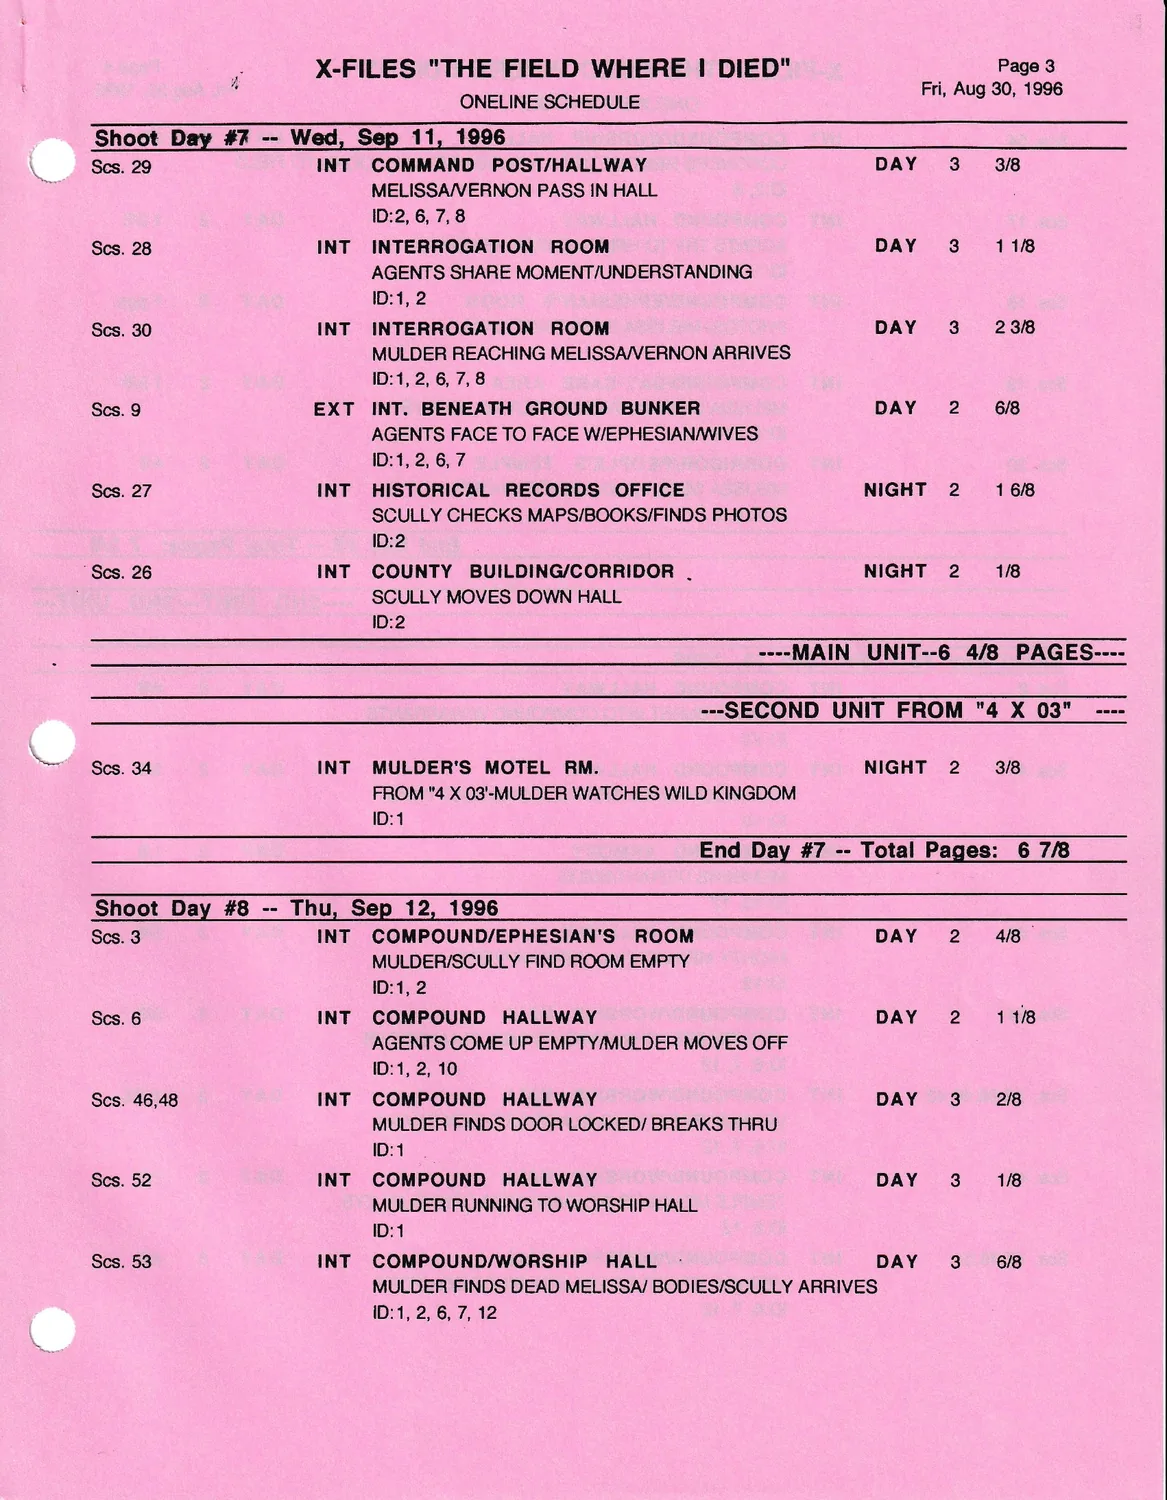 X-FILES "THE FIELD WHERE I DIED"
Page 3
Fri, Aug 30, 1996
ONELINE SCHEDULE
Shoot Day #7 -- Wed, Sep 11, 1996
Scs. 29 INT COMMAND POST/HALLWAY DAY 3 3/8
MELISSA/VERNON PASS IN HALL
ID:2, 6, 7, 8
Scs. 28 INT INTERROGATION ROOM DAY 3 1 1/8
AGENTS SHARE MOMENT/UNDERSTANDING
ID:1, 2
Scs. 30 INT INTERROGATION ROOM DAY 3 2 3/8
MULDER REACHING MELISSA/VERNON ARRIVES
ID:1, 2, 6, 7, 8
Scs. 9 EXT INT. BENEATH GROUND BUNKER DAY 2 6/8
AGENTS FACE TO FACE W/EPHESIAN/WIVES
ID:1, 2, 6, 7
Scs. 27 INT HISTORICAL RECORDS OFFICE NIGHT 2 1 6/8
SCULLY CHECKS MAPS/BOOKS/FINDS PHOTOS
ID:2
Scs. 26 INT COUNTY BUILDING/CORRIDOR NIGHT 2 1/8
SCULLY MOVES DOWN HALL
ID:2
----MAIN UNIT--6 4/8 PAGES----
---SECOND UNIT FROM "4 X 03" ----
Scs. 34 INT MULDER'S MOTEL RM. NIGHT 2 3/8
FROM "4 X 03'-MULDER WATCHES WILD KINGDOM
ID:1
End Day #7 -- Total Pages: 6 7/8
Shoot Day #8 -- Thu, Sep 12, 1996
Scs. 3 INT COMPOUND/EPHESIAN'S ROOM DAY 2 4/8
MULDER/SCULLY FIND ROOM EMPTY
ID:1, 2
Scs. 6 INT COMPOUND HALLWAY DAY 2 1 1/8
AGENTS COME UP EMPTY/MULDER MOVES OFF
ID:1, 2, 10
Scs. 46,48 INT COMPOUND HALLWAY DAY 3 2/8
MULDER FINDS DOOR LOCKED/ BREAKS THRU
ID:1
Scs. 52 INT COMPOUND HALLWAY DAY 3 1/8
MULDER RUNNING TO WORSHIP HALL
ID:1
Scs. 53 INT COMPOUND/WORSHIP HALL DAY 3 6/8
MULDER FINDS DEAD MELISSA/ BODIES/SCULLY ARRIVES
ID:1, 2, 6, 7, 12